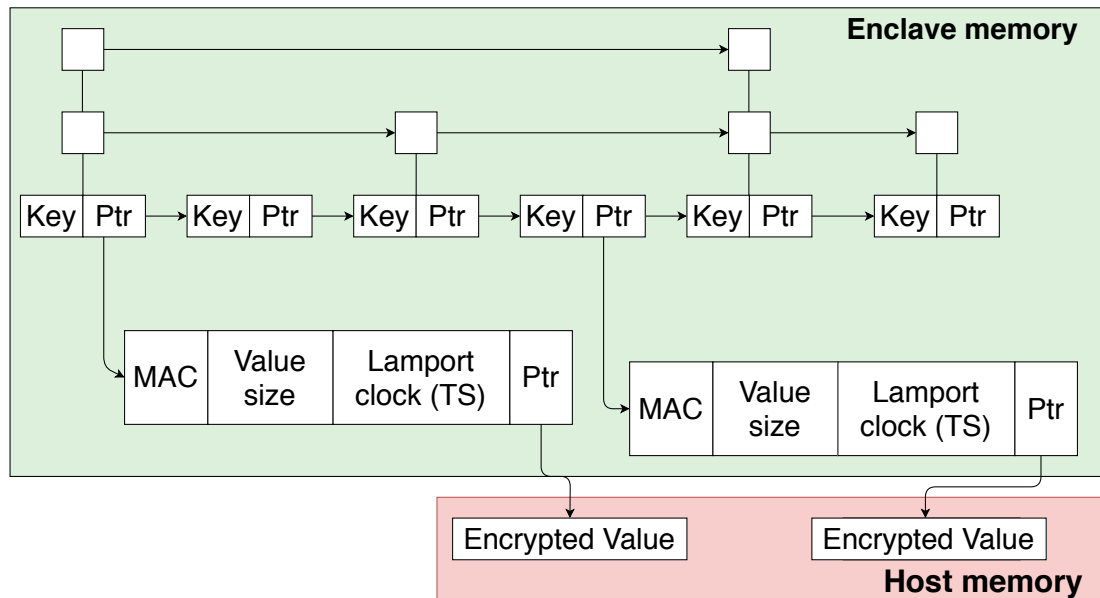 Enclave memory
Key Ptr Key Ptr Key Ptr Key Ptr Key Ptr Key Ptr
MAC Value size Lamport clock (TS) Ptr
MAC Value size Lamport clock (TS) Ptr
Encrypted Value Encrypted Value
Host memory